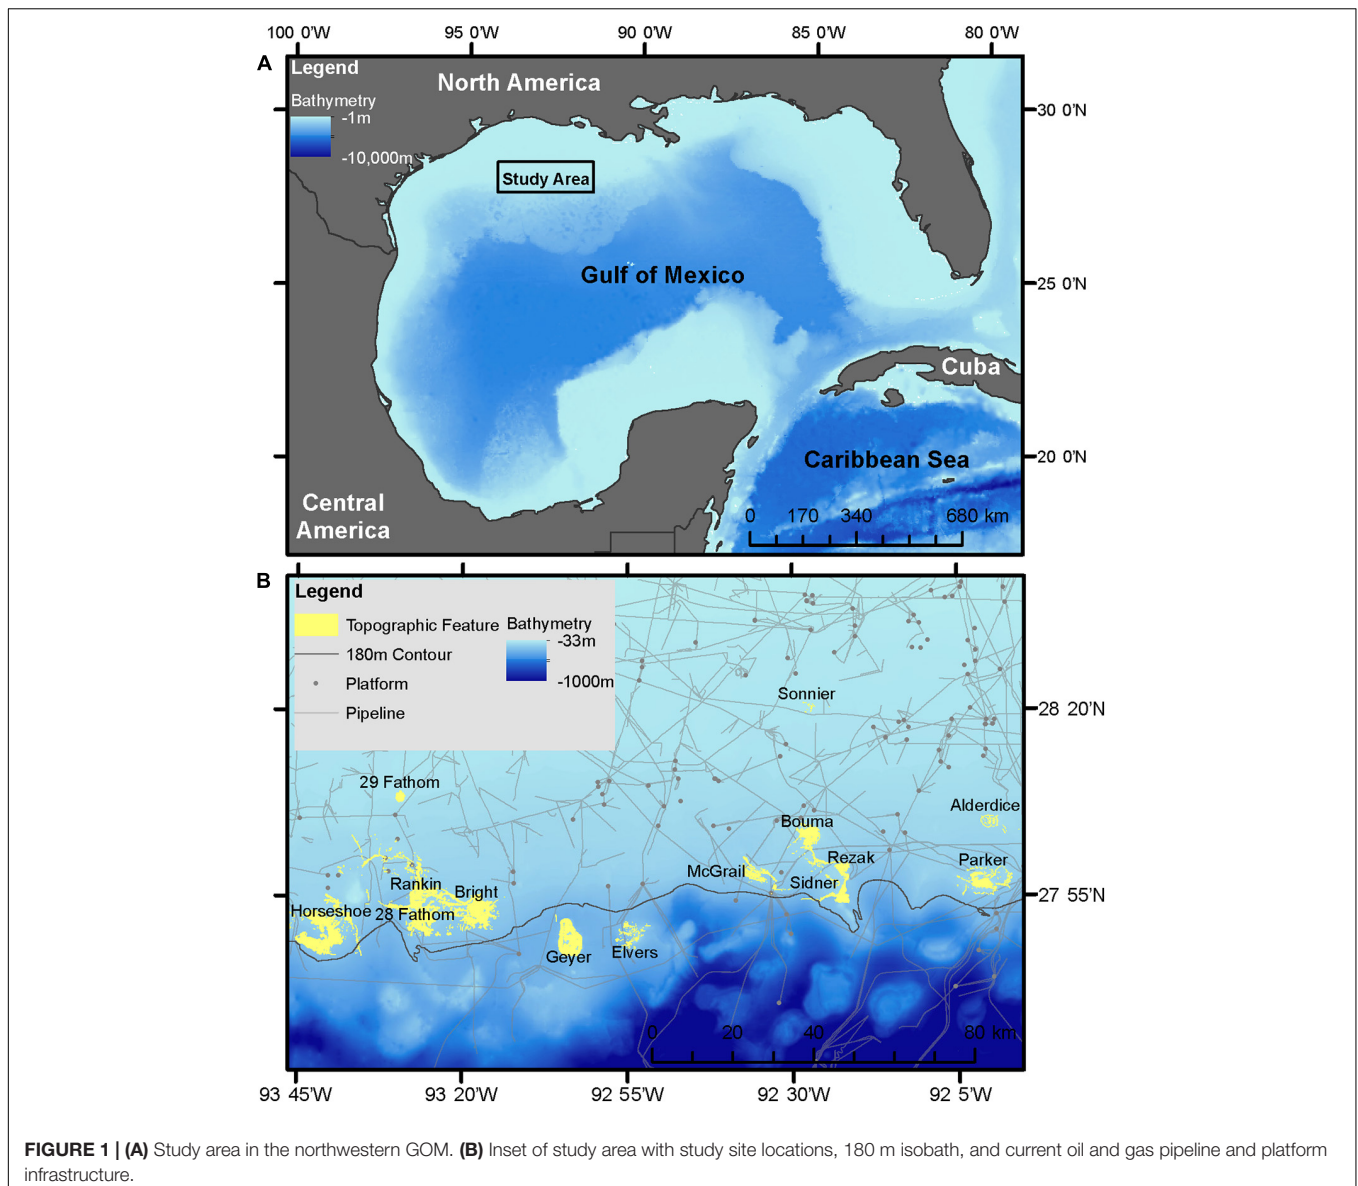 100 0'W 95 0'W 90 0'W 85 0'W 80 0'W
A
Legend
North America
Bathymetry
-1m
-10,000m
30 0'N
Study Area
Gulf of Mexico
25 0'N
Cuba
Caribbean Sea
20 0'N
Central
America
0 170 340 680 km
B
Legend
Topographic Feature
180m Contour
Platform
Pipeline
Bathymetry
-33m
-1000m
Sonnier
28 20'N
29 Fathom
Alderdice
Bouma
Rezak
Parker
McGrail
Sidner
27 55'N
Rankin
Bright
Horseshoe
28 Fathom
Geyer
Elvers
0 20 40 80 km
93 45'W 93 20'W 92 55'W 92 30'W 92 5'W
FIGURE 1 | (A) Study area in the northwestern GOM. (B) Inset of study area with study site locations, 180 m isobath, and current oil and gas pipeline and platform
infrastructure.